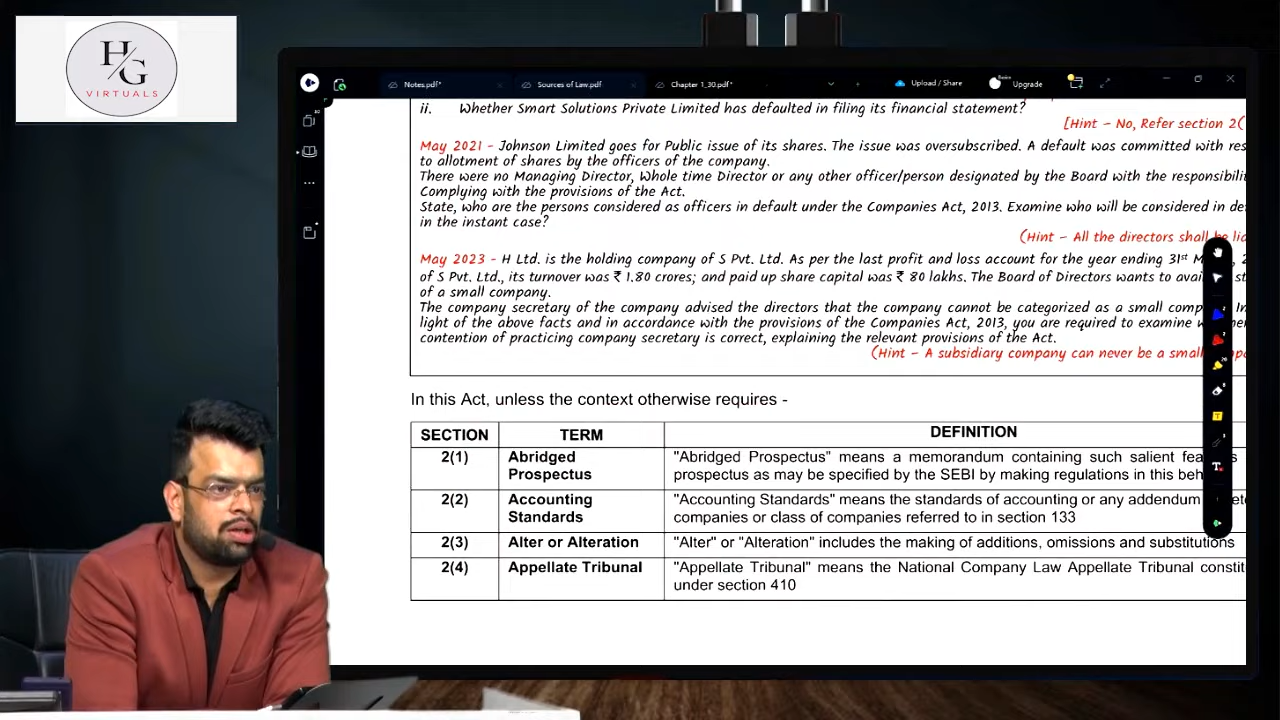 H/G
VIRTUALS
Notes.pdf*
Sources of Law.pdf
Chapter 1_30.pdf*
Upload / Share
Upgrade
ii. Whether Smart Solutions Private Limited has defaulted in filing its financial statement?
[Hint – No, Refer section 2(
May 2021 - Johnson Limited goes for Public issue of its shares. The issue was oversubscribed. A default was committed with res
to allotment of shares by the officers of the company.
There were no Managing Director, Whole time Director or any other officer/person designated by the Board with the responsibilit
Complying with the provisions of the Act.
State, who are the persons considered as officers in default under the Companies Act, 2013. Examine who will be considered in de
in the instant case?
(Hint – All the directors shall be lia
May 2023 - H Ltd. is the holding company of S Pvt. Ltd. As per the last profit and loss account for the year ending 31st M 2
of S Pvt. Ltd., its turnover was ₹ 1.80 crores; and paid up share capital was ₹ 80 lakhs. The Board of Directors wants to avai st
of a small company.
The company secretary of the company advised the directors that the company cannot be categorized as a small comp In
light of the above facts and in accordance with the provisions of the Companies Act, 2013, you are required to examine w her
contention of practicing company secretary is correct, explaining the relevant provisions of the Act.
(Hint – A subsidiary company can never be a small mpa
In this Act, unless the context otherwise requires -
SECTION TERM DEFINITION
2(1) Abridged Prospectus "Abridged Prospectus" means a memorandum containing such salient fea s
prospectus as may be specified by the SEBI by making regulations in this beh
2(2) Accounting Standards "Accounting Standards" means the standards of accounting or any addendum eto
companies or class of companies referred to in section 133
2(3) Alter or Alteration "Alter" or "Alteration" includes the making of additions, omissions and substitutions
2(4) Appellate Tribunal "Appellate Tribunal" means the National Company Law Appellate Tribunal constit
under section 410